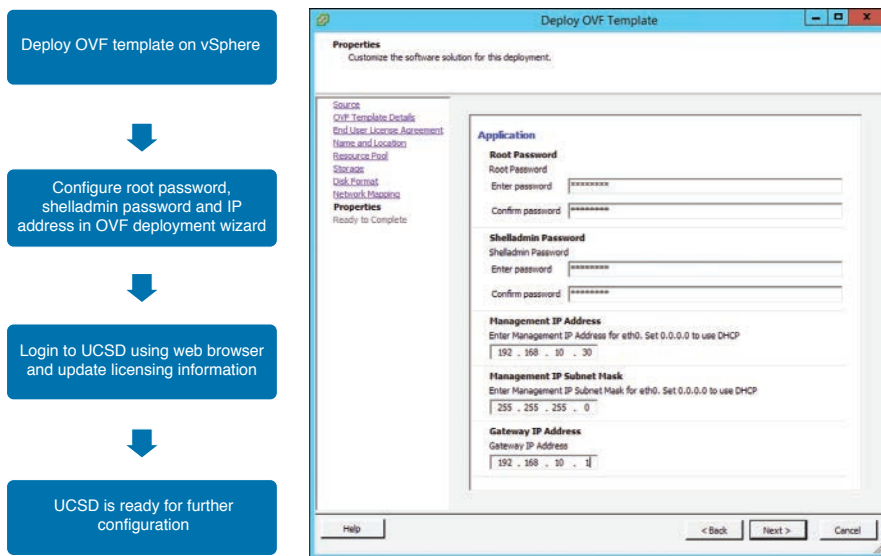 Deploy OVF template on vSphere
Configure root password,
shelladmin password and IP
address in OVF deployment wizard
Login to UCSD using web browser
and update licensing information
UCSD is ready for further
configuration
Deploy OVF Template
Properties
Customize the software solution for this deployment.
Source
OVF Template Details
End User License Agreement
Name and Location
Resource Pool
Storage
Disk Format
Network Mapping
Properties
Ready to Complete
Application
Root Password
Root Password
Enter password ********
Confirm password ********
Shelladmin Password
Shelladmin Password
Enter password ********
Confirm password ********
Management IP Address
Enter Management IP Address for eth0. Set 0.0.0.0 to use DHCP
192 . 168 . 10 . 30
Management IP Subnet Mask
Enter Management IP Subnet Mask for eth0. Set 0.0.0.0 to use DHCP
255 . 255 . 255 . 0
Gateway IP Address
Gateway IP Address
192 . 168 . 10 . 1
Help
< Back Next > Cancel